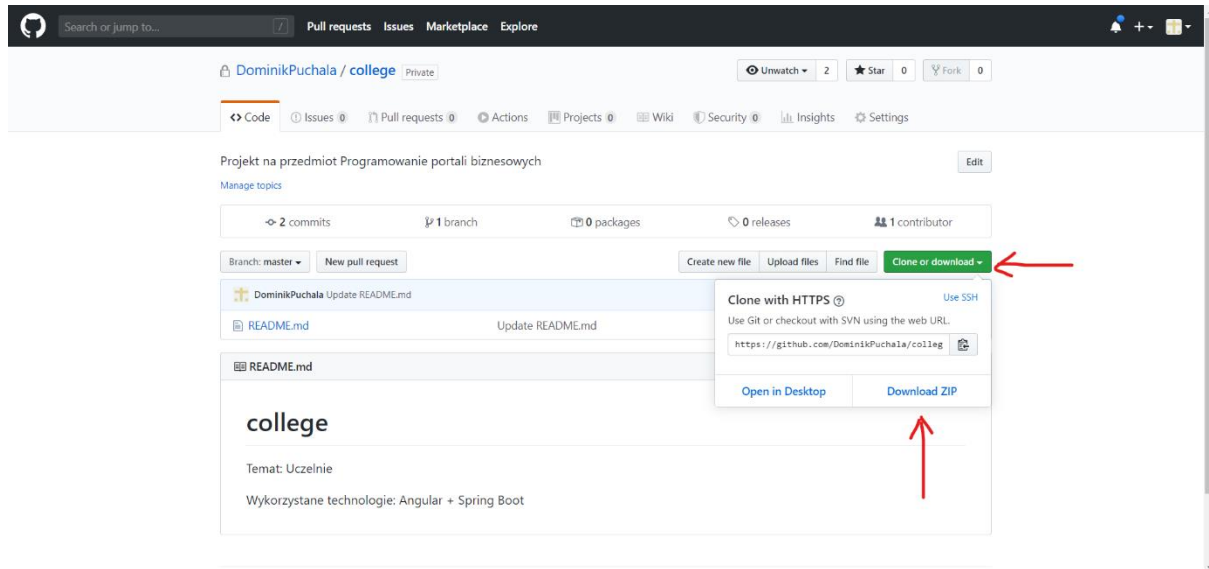 Search or jump to... / Pull requests Issues Marketplace Explore
DominikPuchala / college Private Unwatch 2 Star 0 Fork 0
Code Issues 0 Pull requests 0 Actions Projects 0 Wiki Security 0 Insights Settings
Projekt na przedmiot Programowanie portali biznesowych Edit
Manage topics
2 commits 1 branch 0 packages 0 releases 1 contributor
Branch: master New pull request Create new file Upload files Find file Clone or download
DominikPuchala Update README.md
README.md Update README.md
Clone with HTTPS Use SSH
Use Git or checkout with SVN using the web URL.
https://github.com/DominikPuchala/colleg
Open in Desktop Download ZIP
README.md
college
Temat: Uczelnie
Wykorzystane technologie: Angular + Spring Boot